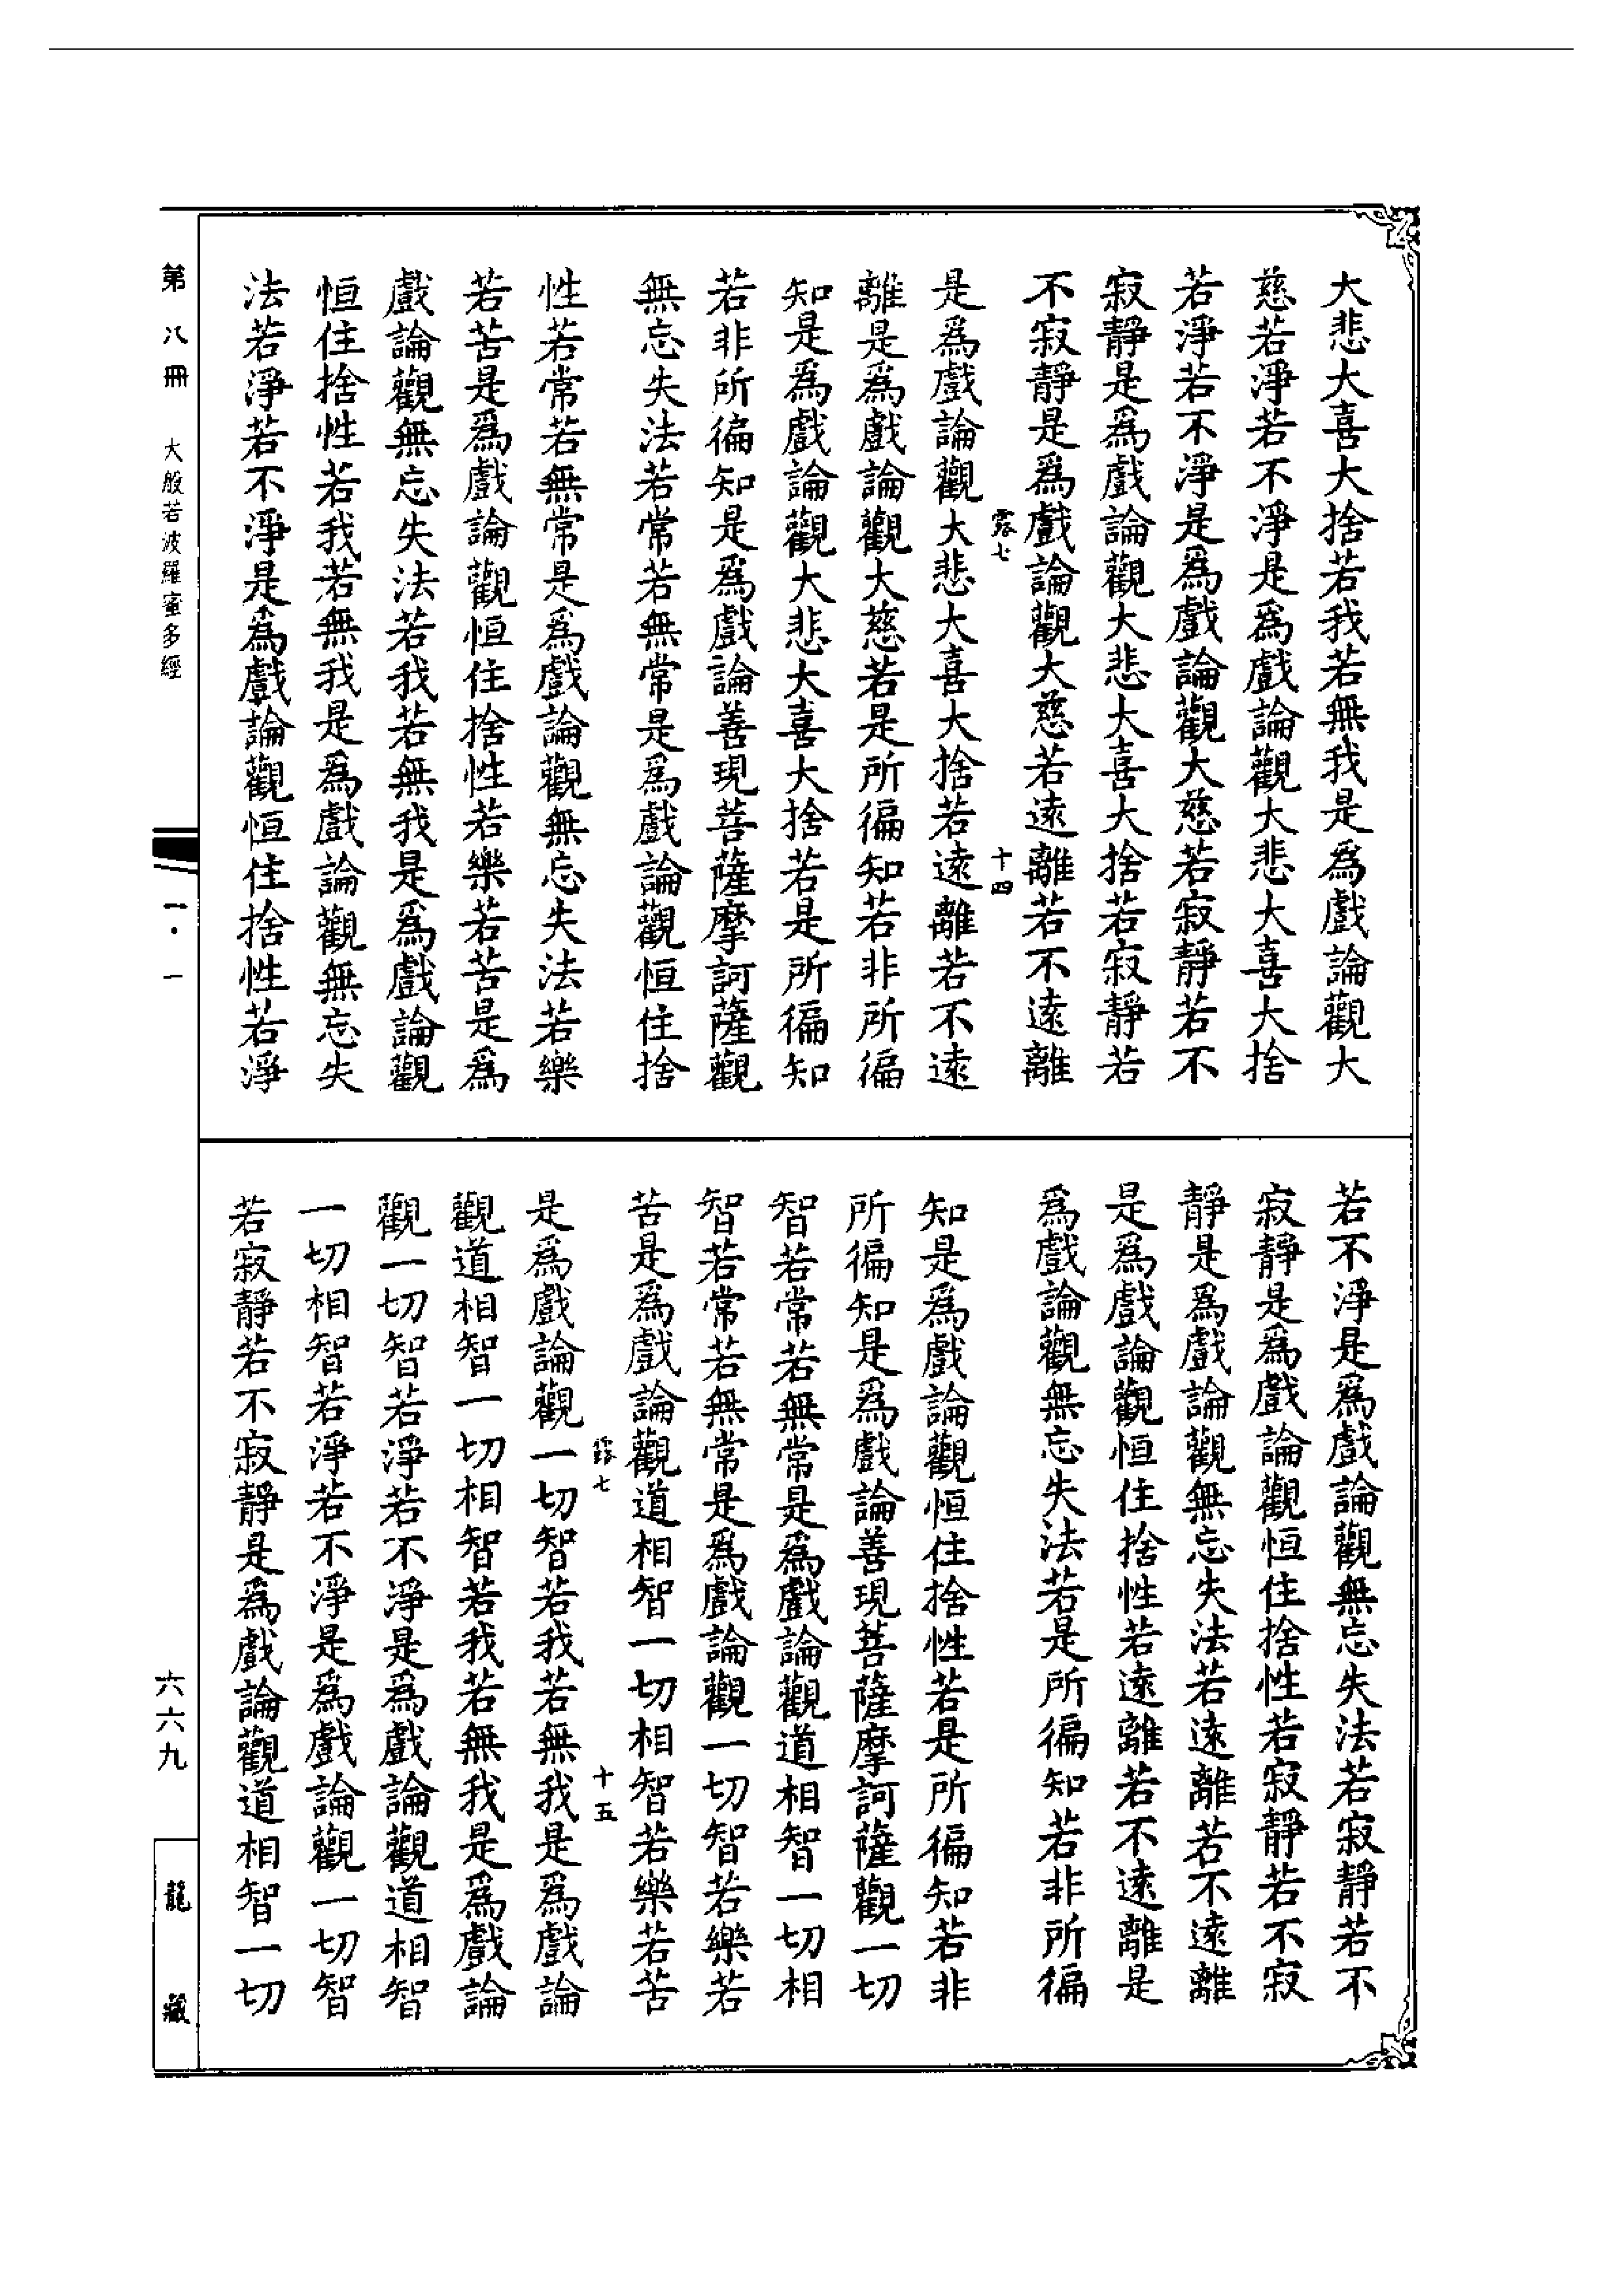 大悲大喜大捨若我若無我是爲戲論觀大
慈若淨若不淨是爲戲論觀大悲大喜大捨
若淨若不淨是爲戲論觀大慈若寂靜若不
寂靜是爲戲論觀大悲大喜大捨若寂靜若
不寂靜是爲戲論觀大慈若遠離若不遠離
露七 十四
是爲戲論觀大悲大喜大捨若遠離若不遠
離是爲戲論觀大慈若是所徧知若非所徧
知是爲戲論觀大悲大喜大捨若是所徧知
若非所徧知是爲戲論善現菩薩摩訶薩觀
無忘失法若常若無常是爲戲論觀恒住捨
性若常若無常是爲戲論觀無忘失法若樂
若苦是爲戲論觀恒住捨性若樂若苦是爲
戲論觀無忘失法若我若無我是爲戲論觀
恒住捨性若我若無我是爲戲論觀無忘失
法若淨若不淨是爲戲論觀恒住捨性若淨
若不淨是爲戲論觀無忘失法若寂靜若不
寂靜是爲戲論觀恒住捨性若寂靜若不寂
靜是爲戲論觀無忘失法若遠離若不遠離
是爲戲論觀恒住捨性若遠離若不遠離是
爲戲論觀無忘失法若是所徧知若非所徧
知是爲戲論觀恒住捨性若是所徧知若非
所徧知是爲戲論善現菩薩摩訶薩觀一切
智若常若無常是爲戲論觀道相智一切相
智若常若無常是爲戲論觀一切智若樂若
苦是爲戲論觀道相智一切相智若樂若苦
露七 十五
是爲戲論觀一切智若我若無我是爲戲論
觀道相智一切相智若我若無我是爲戲論
觀一切智若淨若不淨是爲戲論觀道相智
一切相智若淨若不淨是爲戲論觀一切智
若寂靜若不寂靜是爲戲論觀道相智一切
第八冊 大般若波羅蜜多經 一·一 六六九 龍藏